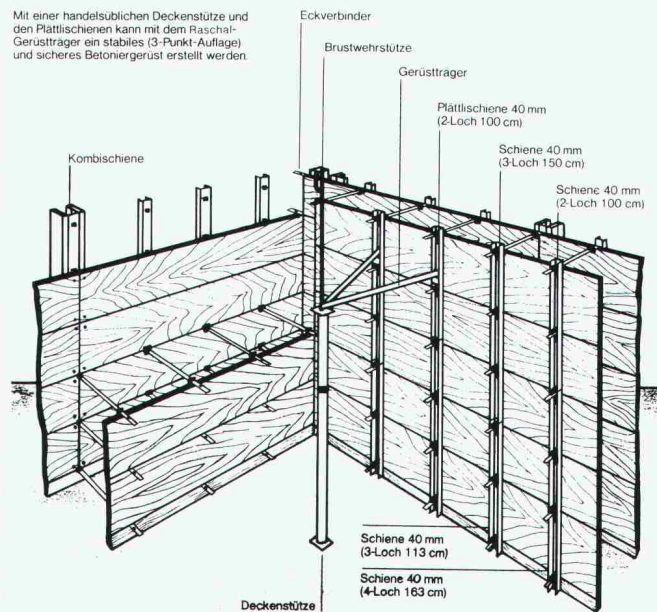 Mit einer handelsüblichen Deckenstütze und
den Plättlischienen kann mit dem Raschal-
Gerüstträger ein stabiles (3-Punkt-Auflage)
und sicheres Betoniergerüst erstellt werden.
Eckverbinder
Brustwehrstütze
Gerüstträger
Plättlischiene 40 mm
(2-Loch 100 cm)
Schiene 40 mm
(3-Loch 150 cm)
Schiene 40 mm
(2-Loch 100 cm)
Kombischiene
Schiene 40 mm
(3-Loch 113 cm)
Schiene 40 mm
(4-Loch 163 cm)
Deckenstütze